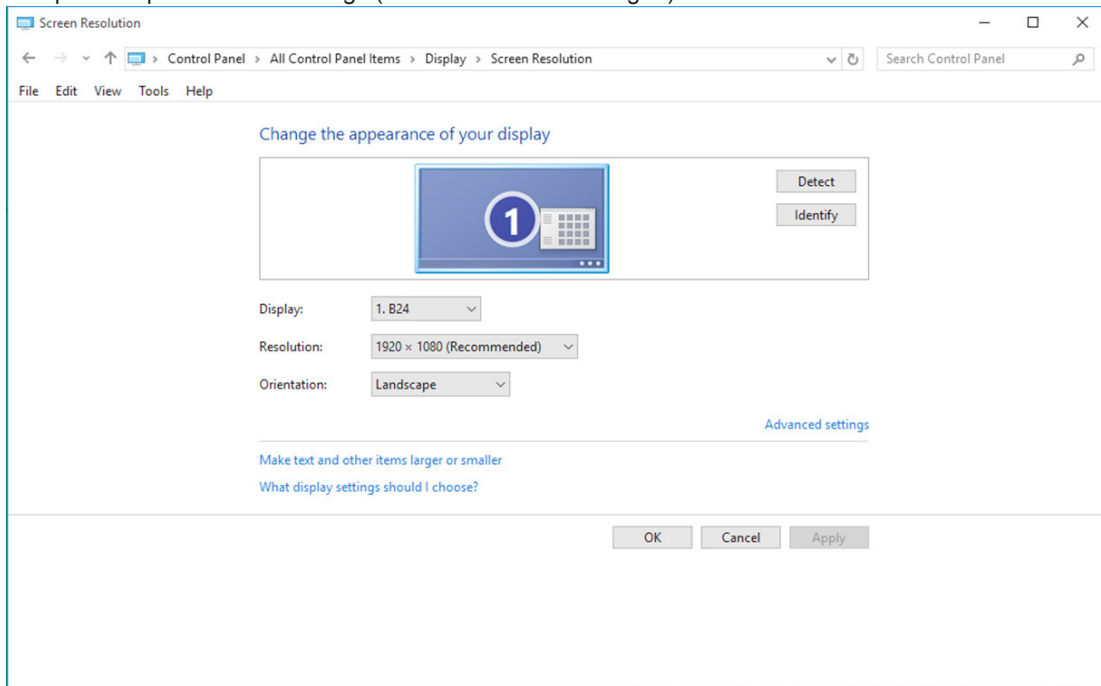 Screen Resolution
Control Panel > All Control Panel Items > Display > Screen Resolution
Search Control Panel
File Edit View Tools Help
Change the appearance of your display
1
Detect
Identify
Display: 1. B24
Resolution: 1920 × 1080 (Recommended)
Orientation: Landscape
Advanced settings
Make text and other items larger or smaller
What display settings should I choose?
OK Cancel Apply